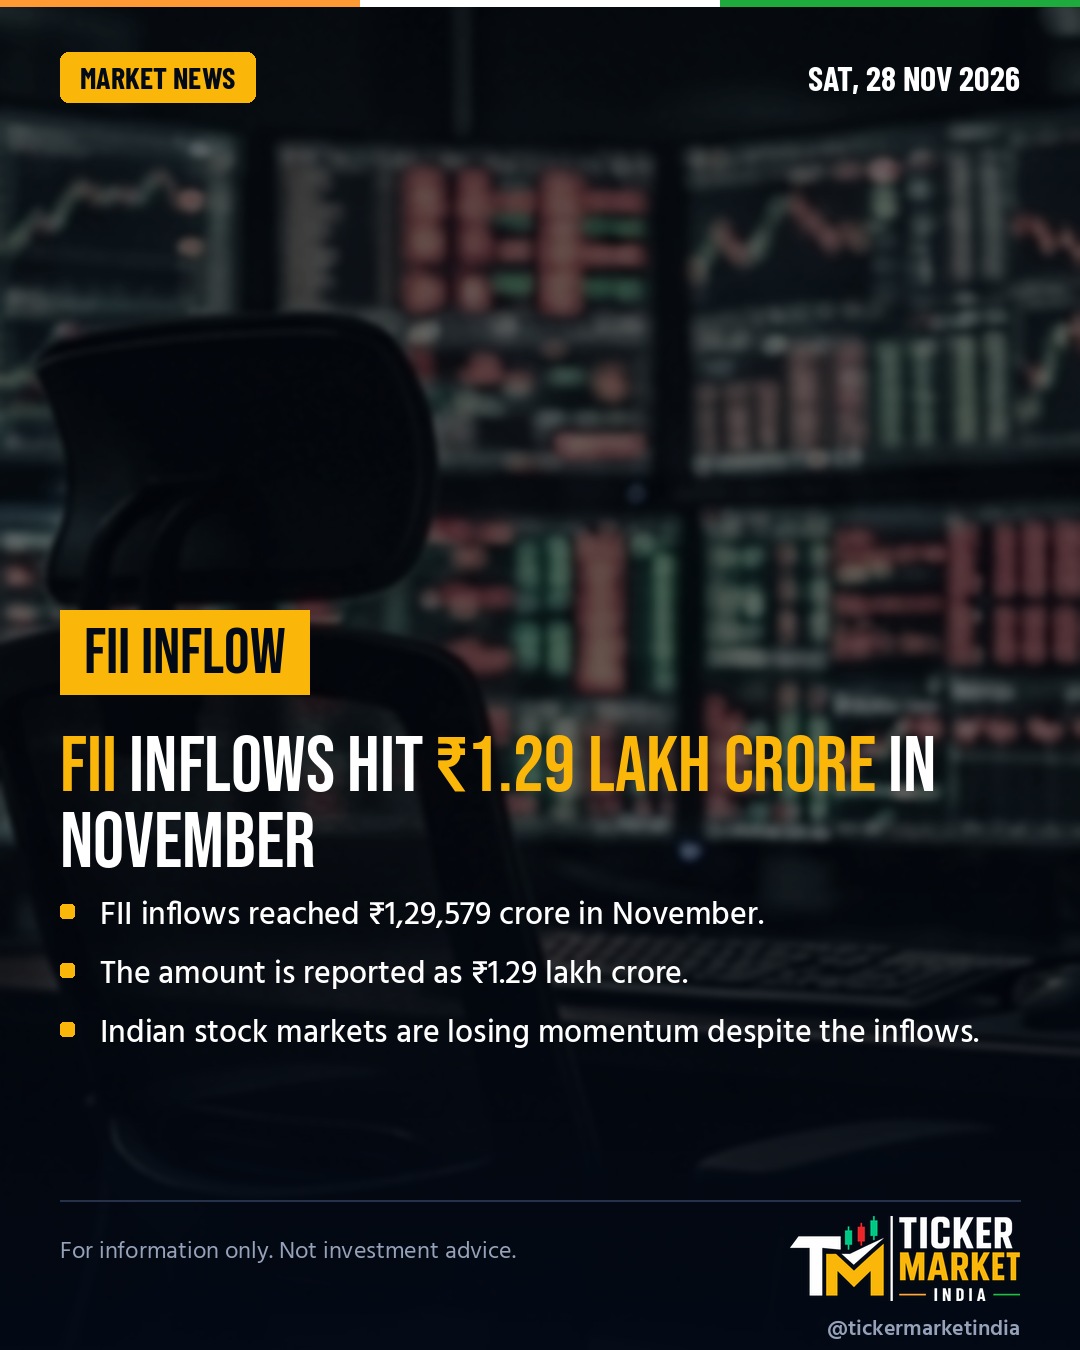 MARKET NEWS
SAT, 28 NOV 2026
FII INFLOW
FII INFLOWS HIT ₹1.29 LAKH CRORE IN
NOVEMBER
FII inflows reached ₹1,29,579 crore in November.
The amount is reported as ₹1.29 lakh crore.
Indian stock markets are losing momentum despite the inflows.
For information only. Not investment advice.
TM
TICKER
MARKET
INDIA
@tickermarketindia